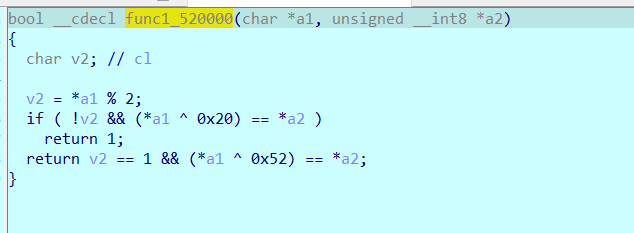 bool __cdecl func1_520000(char *a1, unsigned __int8 *a2)
{
char v2; // cl
v2 = *a1 % 2;
if ( !v2 && (*a1 ^ 0x20) == *a2 )
return 1;
return v2 == 1 && (*a1 ^ 0x52) == *a2;
}